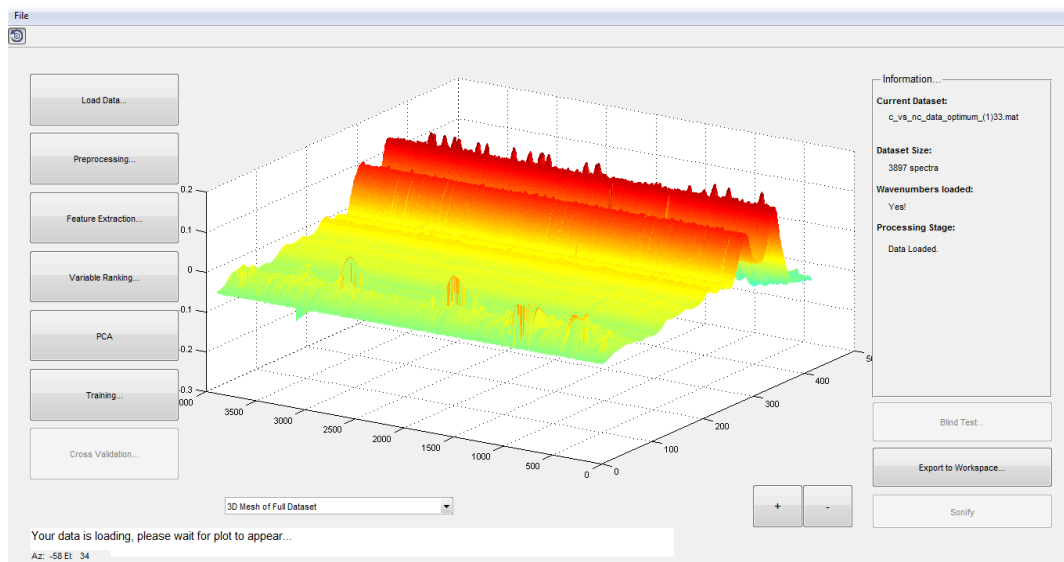 File
Load Data...
Preprocessing...
Feature Extraction...
Variable Ranking...
PCA
Training...
Cross Validation...
0.2
0.1
0
-0.1
-0.2
-0.3
000
3500
3000
2500
2000
1500
1000
500
0
0
100
200
300
400
50
3D Mesh of Full Dataset
+
-
Your data is loading, please wait for plot to appear...
Az: -58 El: 34
Information...
Current Dataset:
c_vs_nc_data_optimum_(1)33.mat
Dataset Size:
3897 spectra
Wavenumbers loaded:
Yes!
Processing Stage:
Data Loaded.
Blind Test...
Export to Workspace...
Sonify